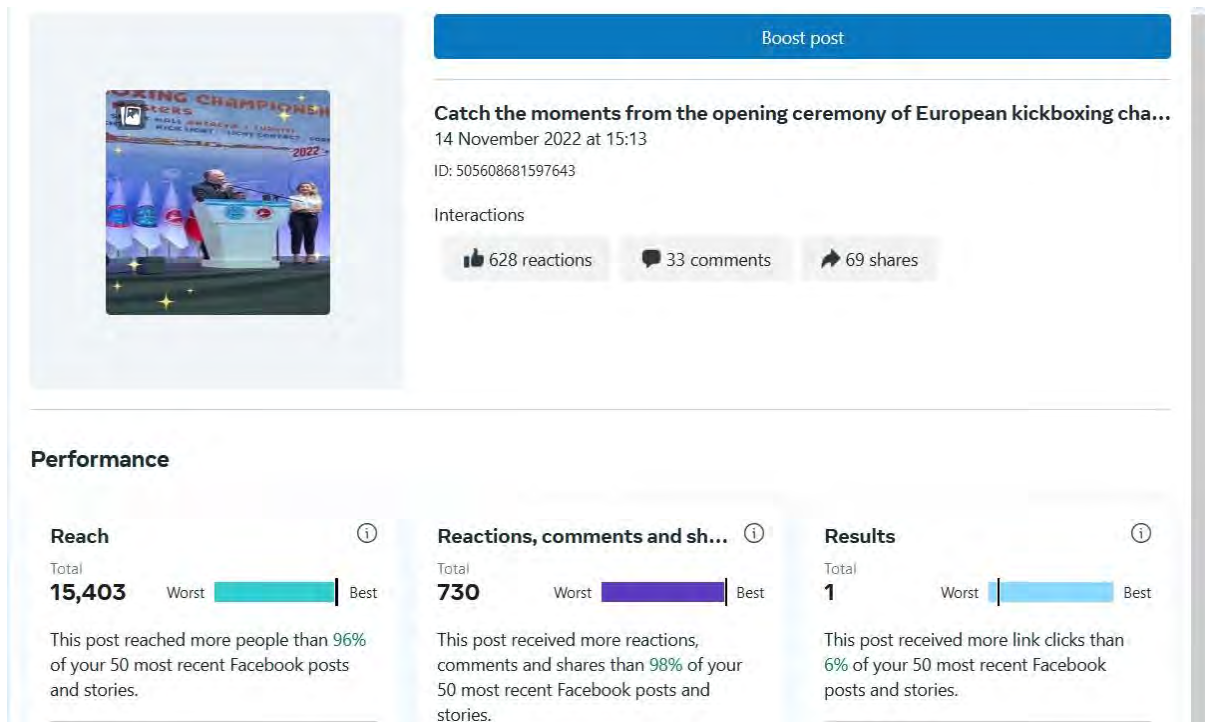 Boost post
OXING CHAMPIONSH
2022
Catch the moments from the opening ceremony of European kickboxing cha...
14 November 2022 at 15:13
ID: 505608681597643
Interactions
628 reactions
33 comments
69 shares
Performance
Reach
Total
15,403
Worst
Best
This post reached more people than 96%
of your 50 most recent Facebook posts
and stories.
Reactions, comments and sh...
Total
730
Worst
Best
This post received more reactions,
comments and shares than 98% of your
50 most recent Facebook posts and
stories.
Results
Total
1
Worst
Best
This post received more link clicks than
6% of your 50 most recent Facebook
posts and stories.